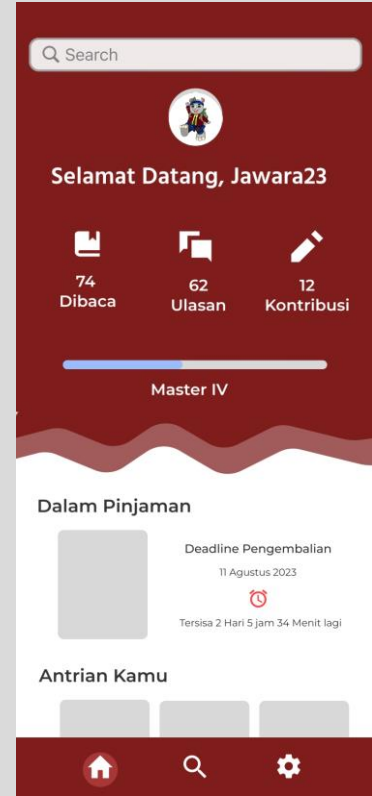 Search
Selamat Datang, Jawara23
74
Dibaca
62
Ulasan
12
Kontribusi
Master IV
Dalam Pinjaman
Deadline Pengembalian
11 Agustus 2023
Tersisa 2 Hari 5 jam 34 Menit lagi
Antrian Kamu